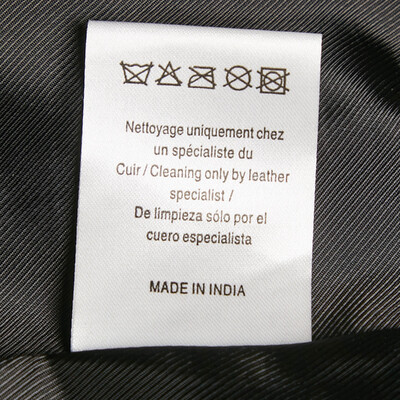 Nettoyage uniquement chez
un spécialiste du
Cuir / Cleaning only by leather
specialist /
De limpieza sólo por el
cuero especialista
MADE IN INDIA